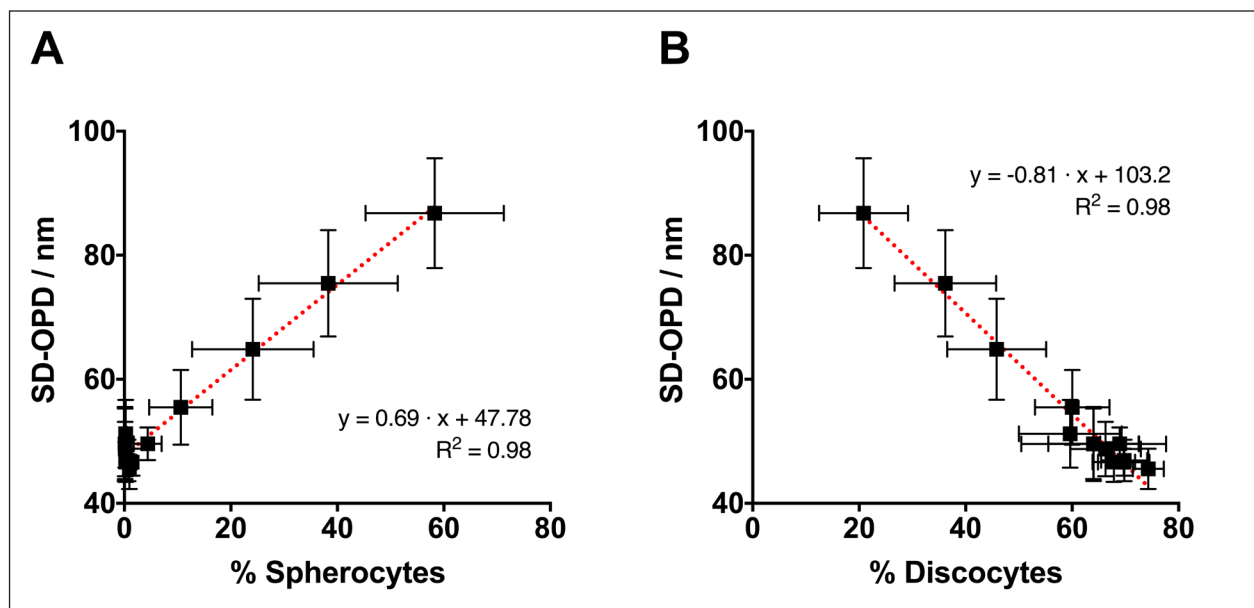 A
SD-OPD / nm
100
80
60
40
0
20
40
60
80
% Spherocytes
y = 0.69 · x + 47.78
R² = 0.98
B
SD-OPD / nm
100
80
60
40
0
20
40
60
80
% Discocytes
y = -0.81 · x + 103.2
R² = 0.98